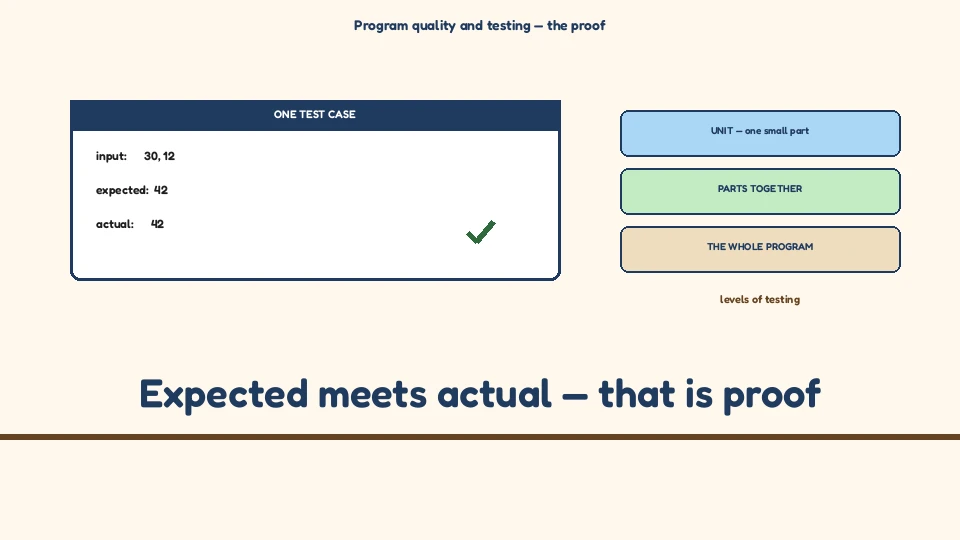 Program quality and testing — the proof
ONE TEST CASE
input: 30, 12
expected: 42
actual: 42
UNIT — one small part
PARTS TOGETHER
THE WHOLE PROGRAM
levels of testing
Expected meets actual — that is proof